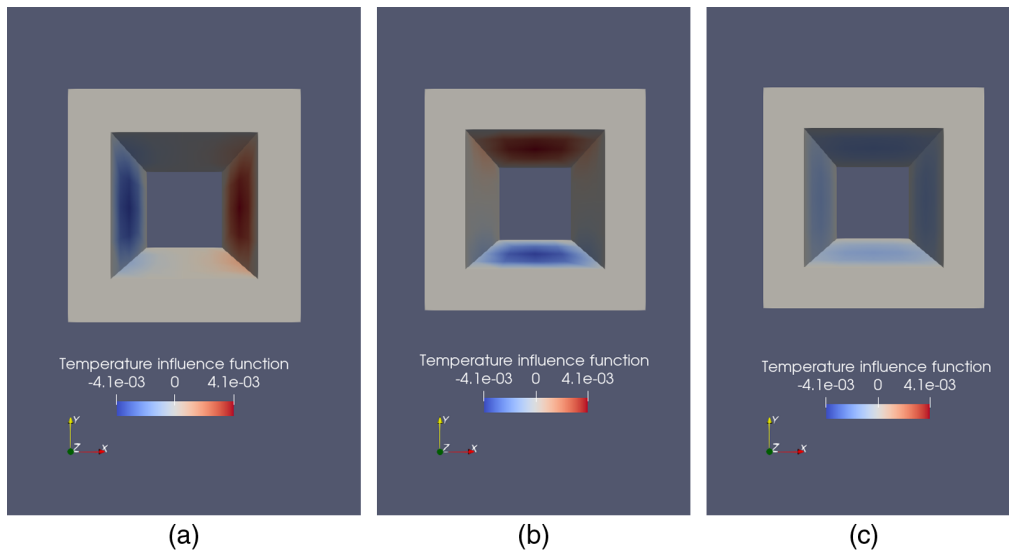 Temperature influence function
-4.1e-03 0 4.1e-03
Y
Z X
(a)
Temperature influence function
-4.1e-03 0 4.1e-03
Y
Z X
(b)
Temperature influence function
-4.1e-03 0 4.1e-03
Y
Z X
(c)